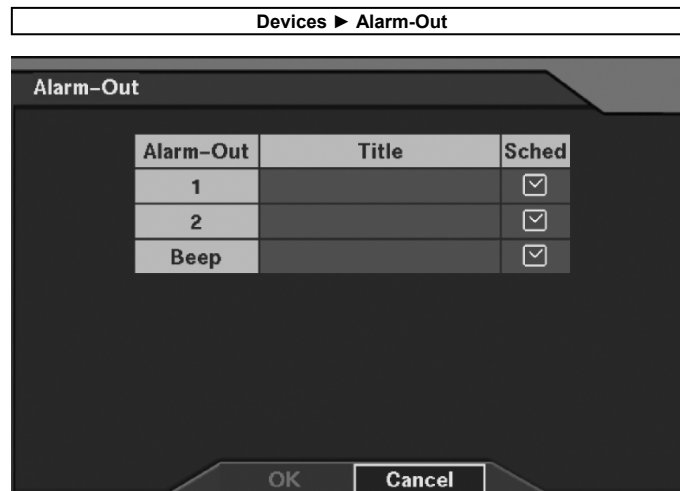 Devices ► Alarm-Out
Alarm–Out
Alarm–Out Title Sched
1
2
Beep
OK Cancel